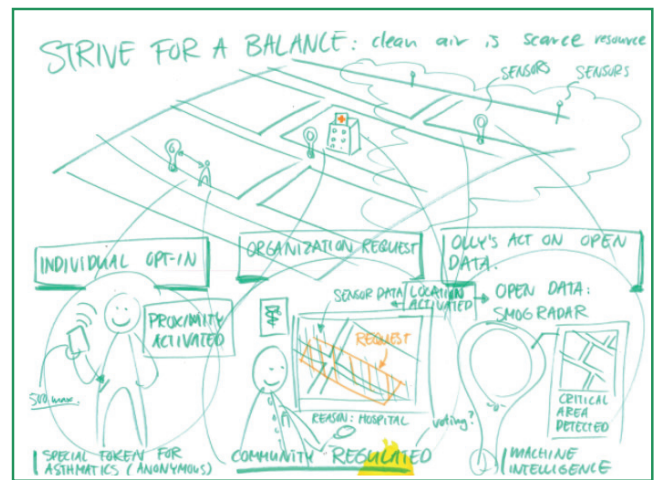 STRIVE FOR A BALANCE: clean air is scarce resource
SENSORS
SENSORS
INDIVIDUAL OPT-IN
ORGANIZATION REQUEST
OLLY'S ACT ON OPEN
DATA.
PROXIMITY
ACTIVATED
SENSOR DATA
LOCATION
ACTIVATED
OPEN DATA:
SMOG RADAR
REQUEST
REASON: HOSPITAL
voting?
CRITICAL
AREA
DETECTED
SPECIAL TOKEN FOR
ASTHMATICS (ANONYMOUS)
COMMUNITY REGULATED
MACHINE
INTELLIGENCE